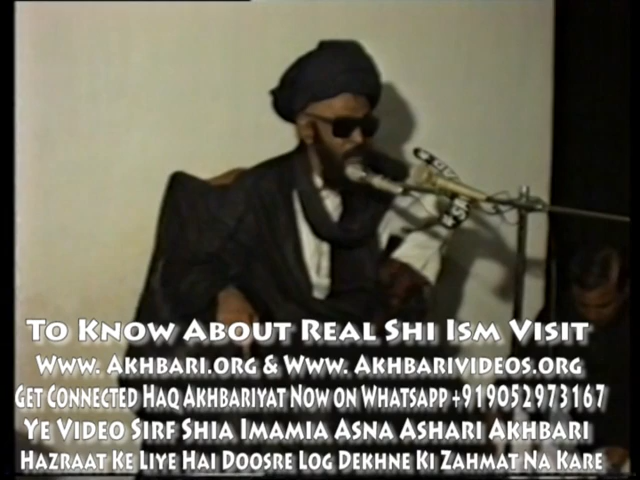 To Know About Real Shi Ism Visit
Www. Akhbari.org & Www. Akhbarivideos.org
Get Connected Haq Akhbariyat Now on Whatsapp +919052973167
Ye Video Sirf Shia Imamia Asna Ashari Akhbari
Hazraat Ke Liye Hai Doosre Log Dekhne Ki Zahmat Na Kare